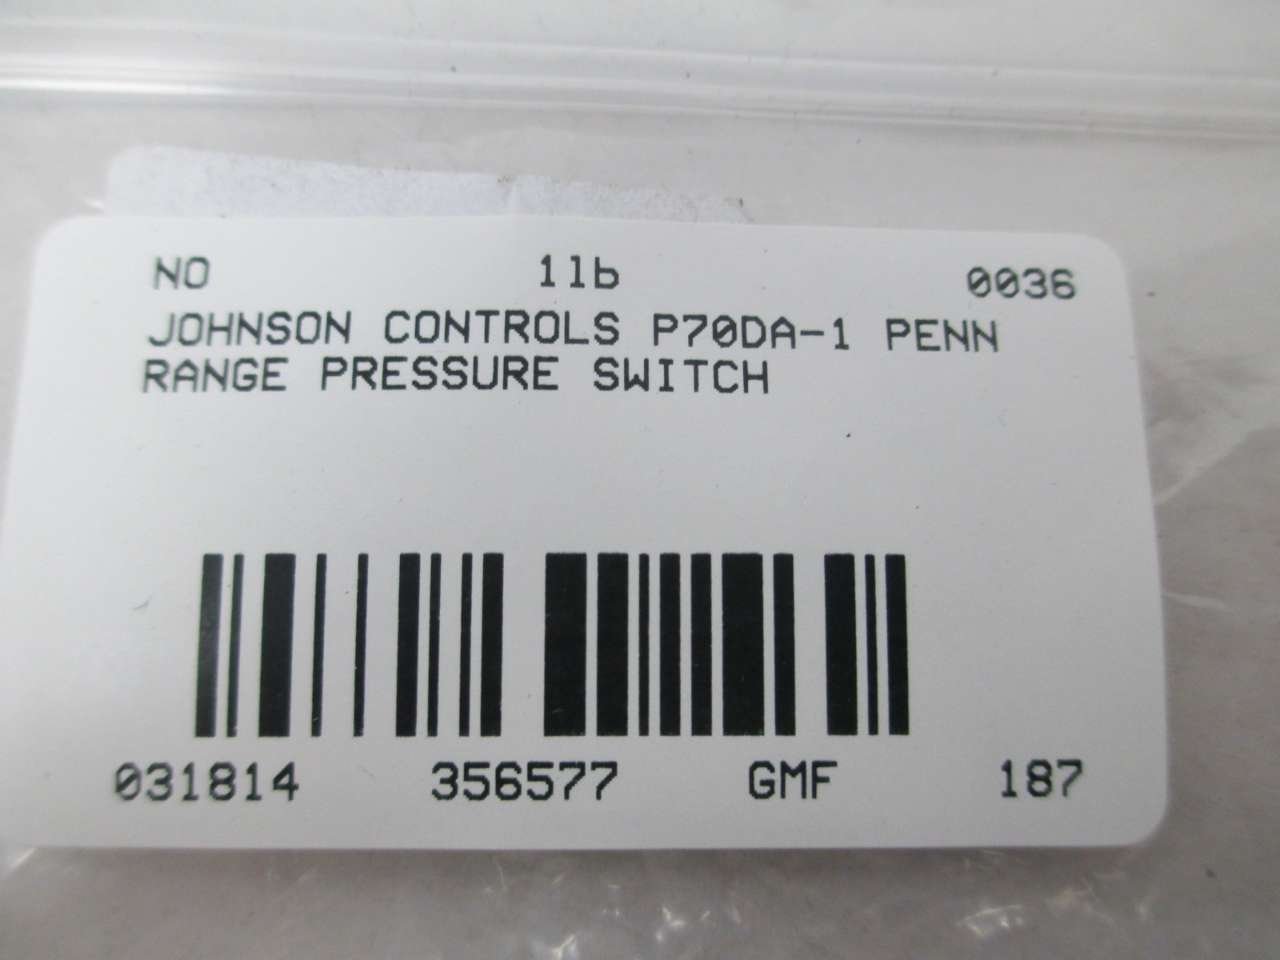 NO 1lb 0036
JOHNSON CONTROLS P70DA-1 PENN
RANGE PRESSURE SWITCH
031814 356577 GMF 187